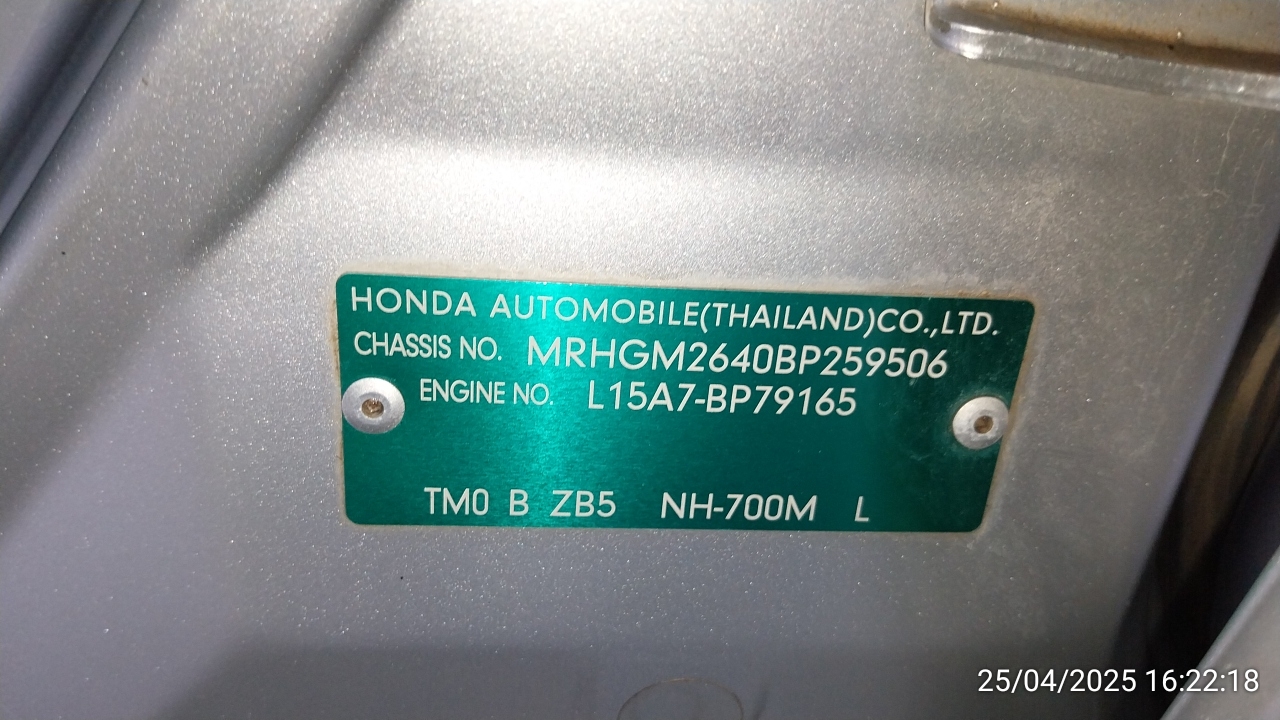 HONDA AUTOMOBILE(THAILAND)CO.,LTD.
CHASSIS NO. MRHGM2640BP259506
ENGINE NO. L15A7-BP79165
TM0 B ZB5 NH-700M L
25/04/2025 16:22:18